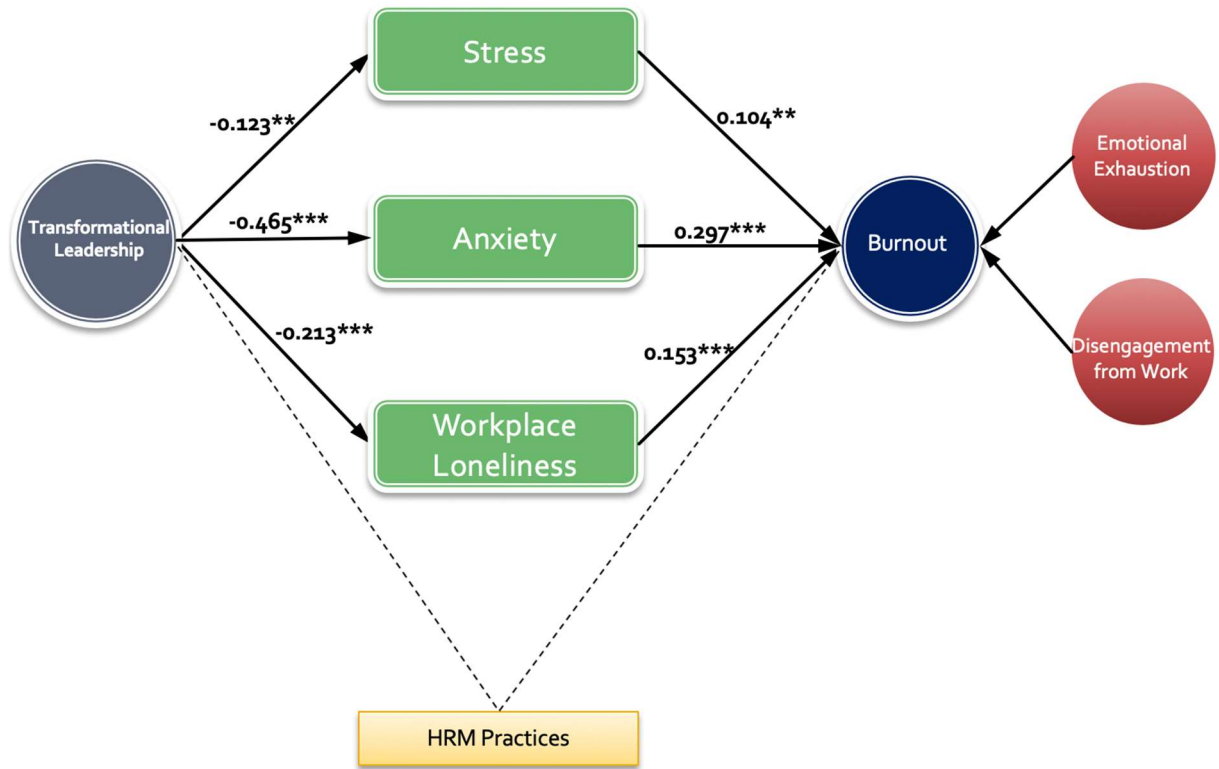 Stress
-0.123**
0.104**
Emotional
Exhaustion
Transformational
Leadership
-0.465***
Anxiety
0.297***
Burnout
-0.213***
0.153***
Disengagement
from Work
Workplace
Loneliness
HRM Practices